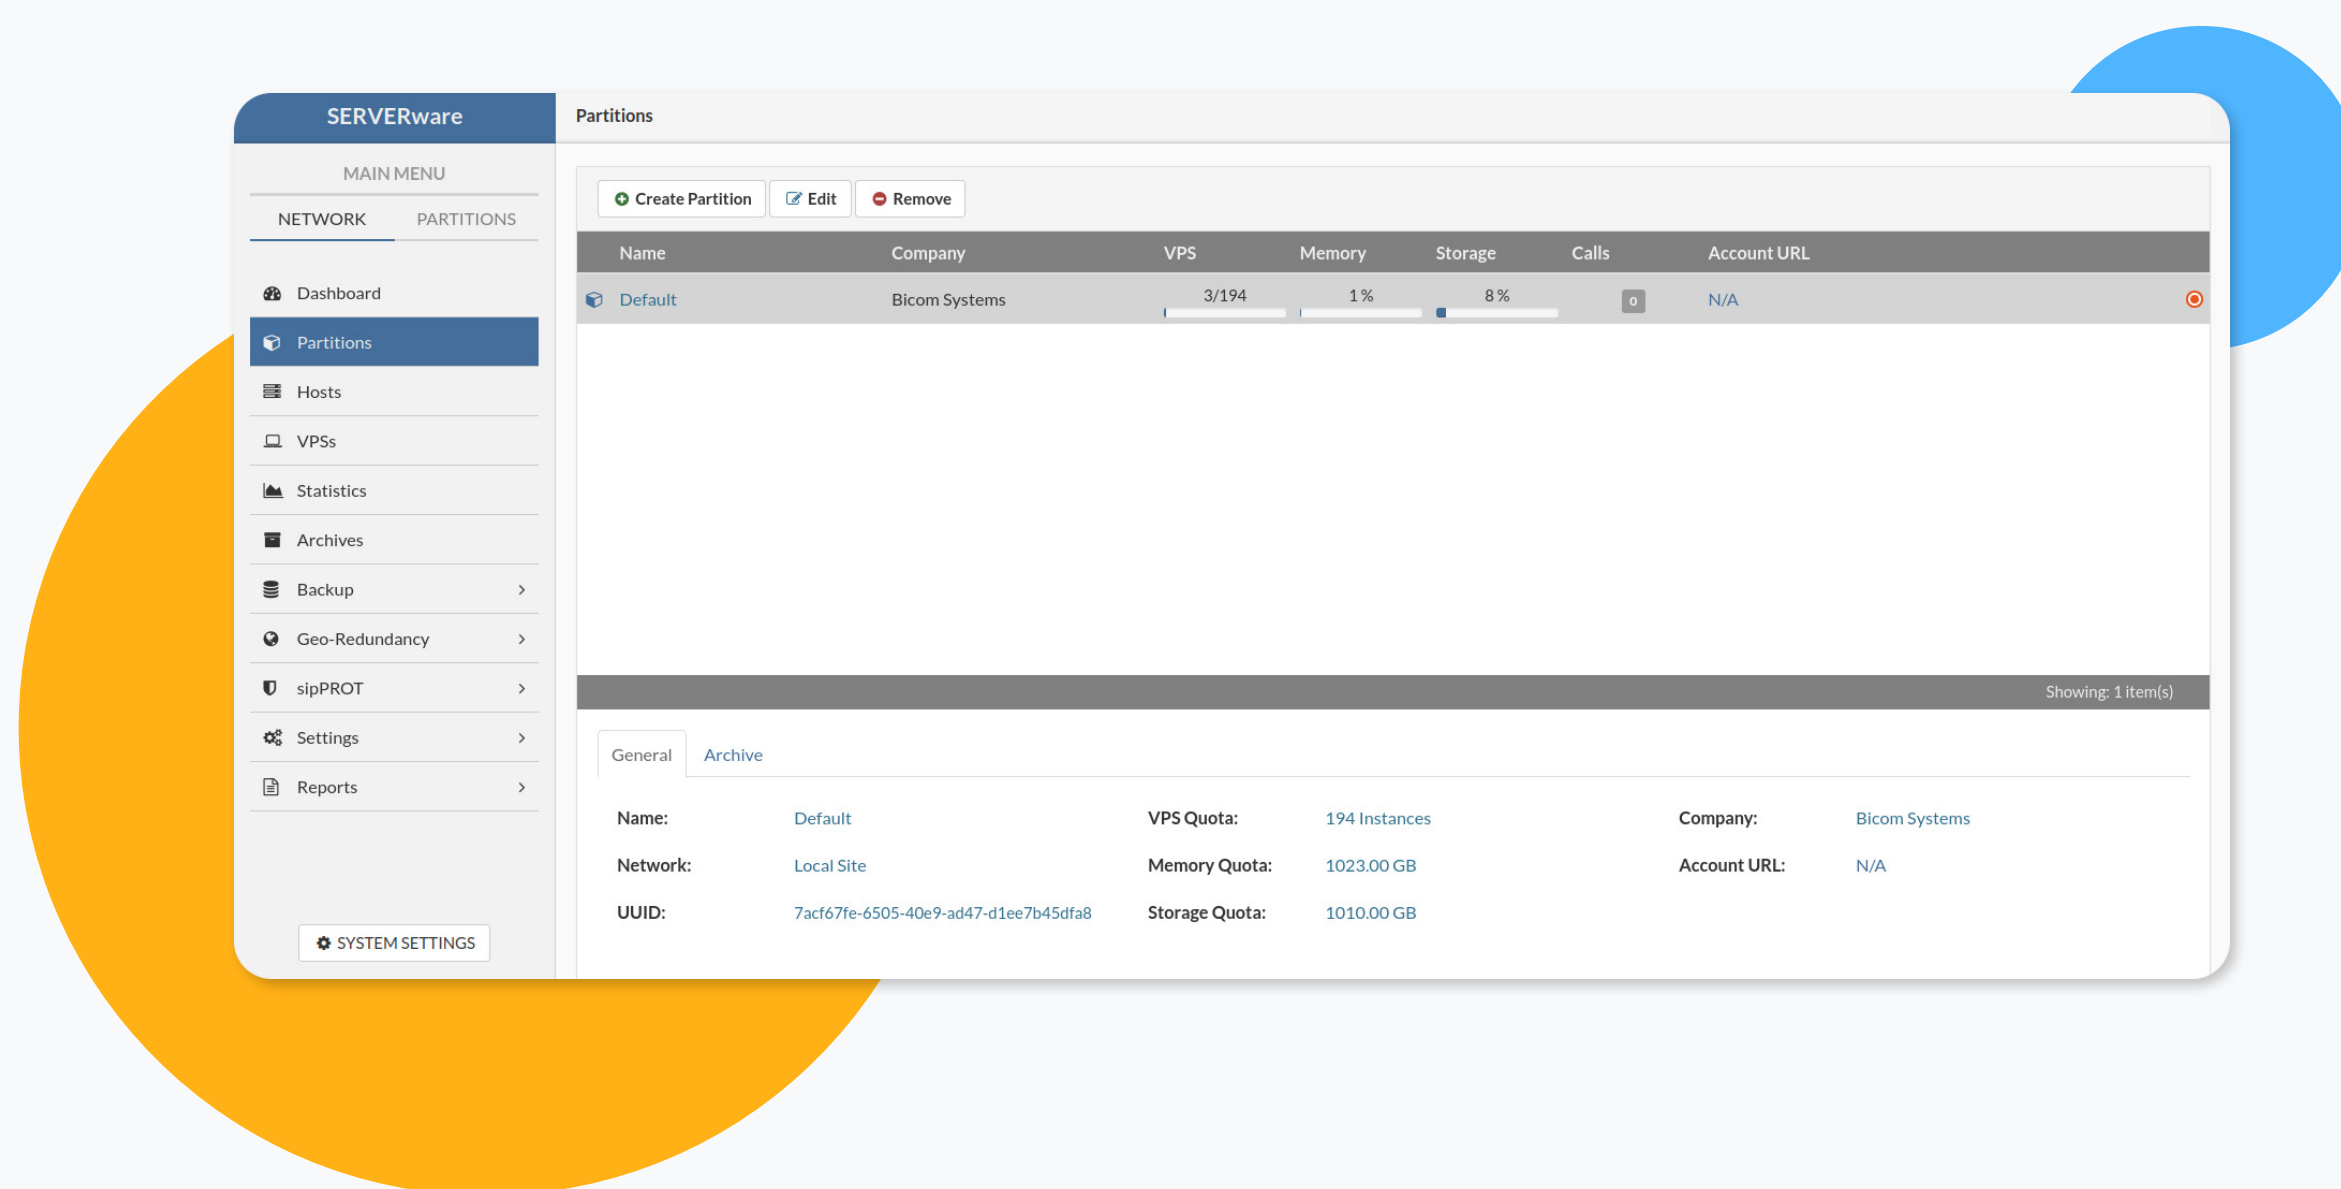 SERVERware
Partitions
MAIN MENU
NETWORK PARTITIONS
Dashboard
Partitions
Hosts
VPSs
Statistics
Archives
Backup
Geo-Redundancy
sipPROT
Settings
Reports
SYSTEM SETTINGS
Create Partition Edit Remove
Name Company VPS Memory Storage Calls Account URL
Default Bicom Systems 3/194 1% 8% 0 N/A
Showing: 1 item(s)
General Archive
Name: Default VPS Quota: 194 Instances Company: Bicom Systems
Network: Local Site Memory Quota: 1023.00 GB Account URL: N/A
UUID: 7acf67fe-6505-40e9-ad47-d1ee7b45dfa8 Storage Quota: 1010.00 GB